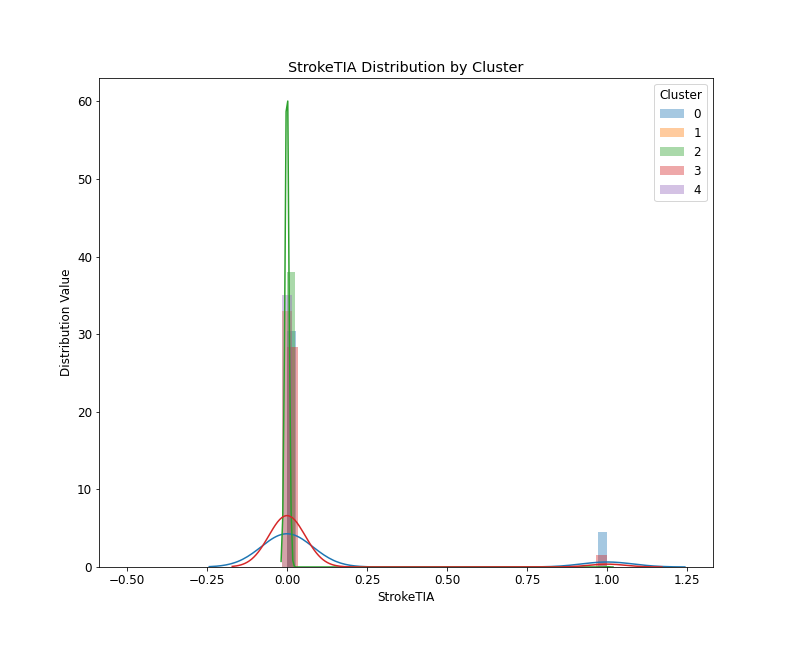 StrokeTIA Distribution by Cluster
Cluster
0
1
2
3
4
Distribution Value
60
50
40
30
20
10
0
−0.50 −0.25 0.00 0.25 0.50 0.75 1.00 1.25
StrokeTIA